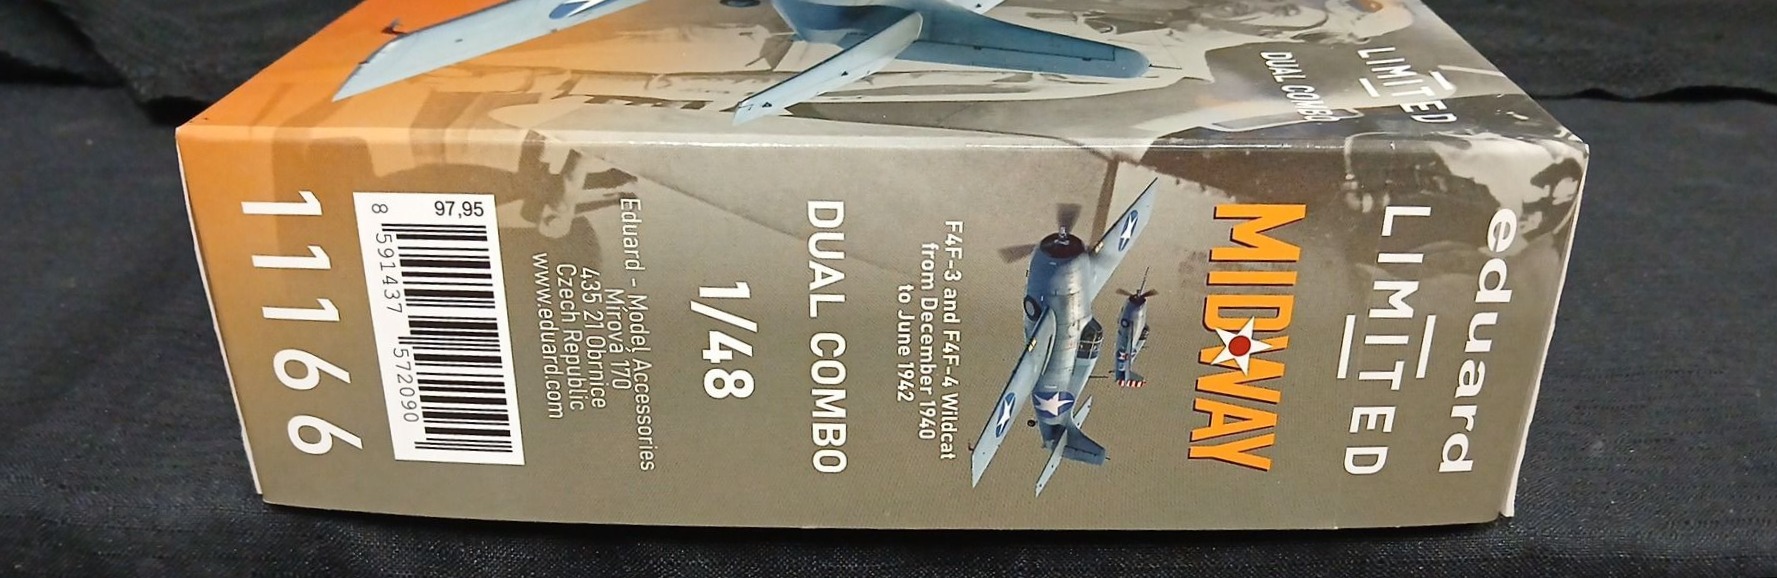 LIMITED
DUAL COMBO
eduard
LIMITED
MIDWAY
F4F-3 and F4F-4 Wildcat
from December 1940
to June 1942
DUAL COMBO
1/48
Eduard - Model Accessories
Mírová 170
435 21 Obrnice
Czech Republic
www.eduard.com
97,95
8 591437 572090
11166